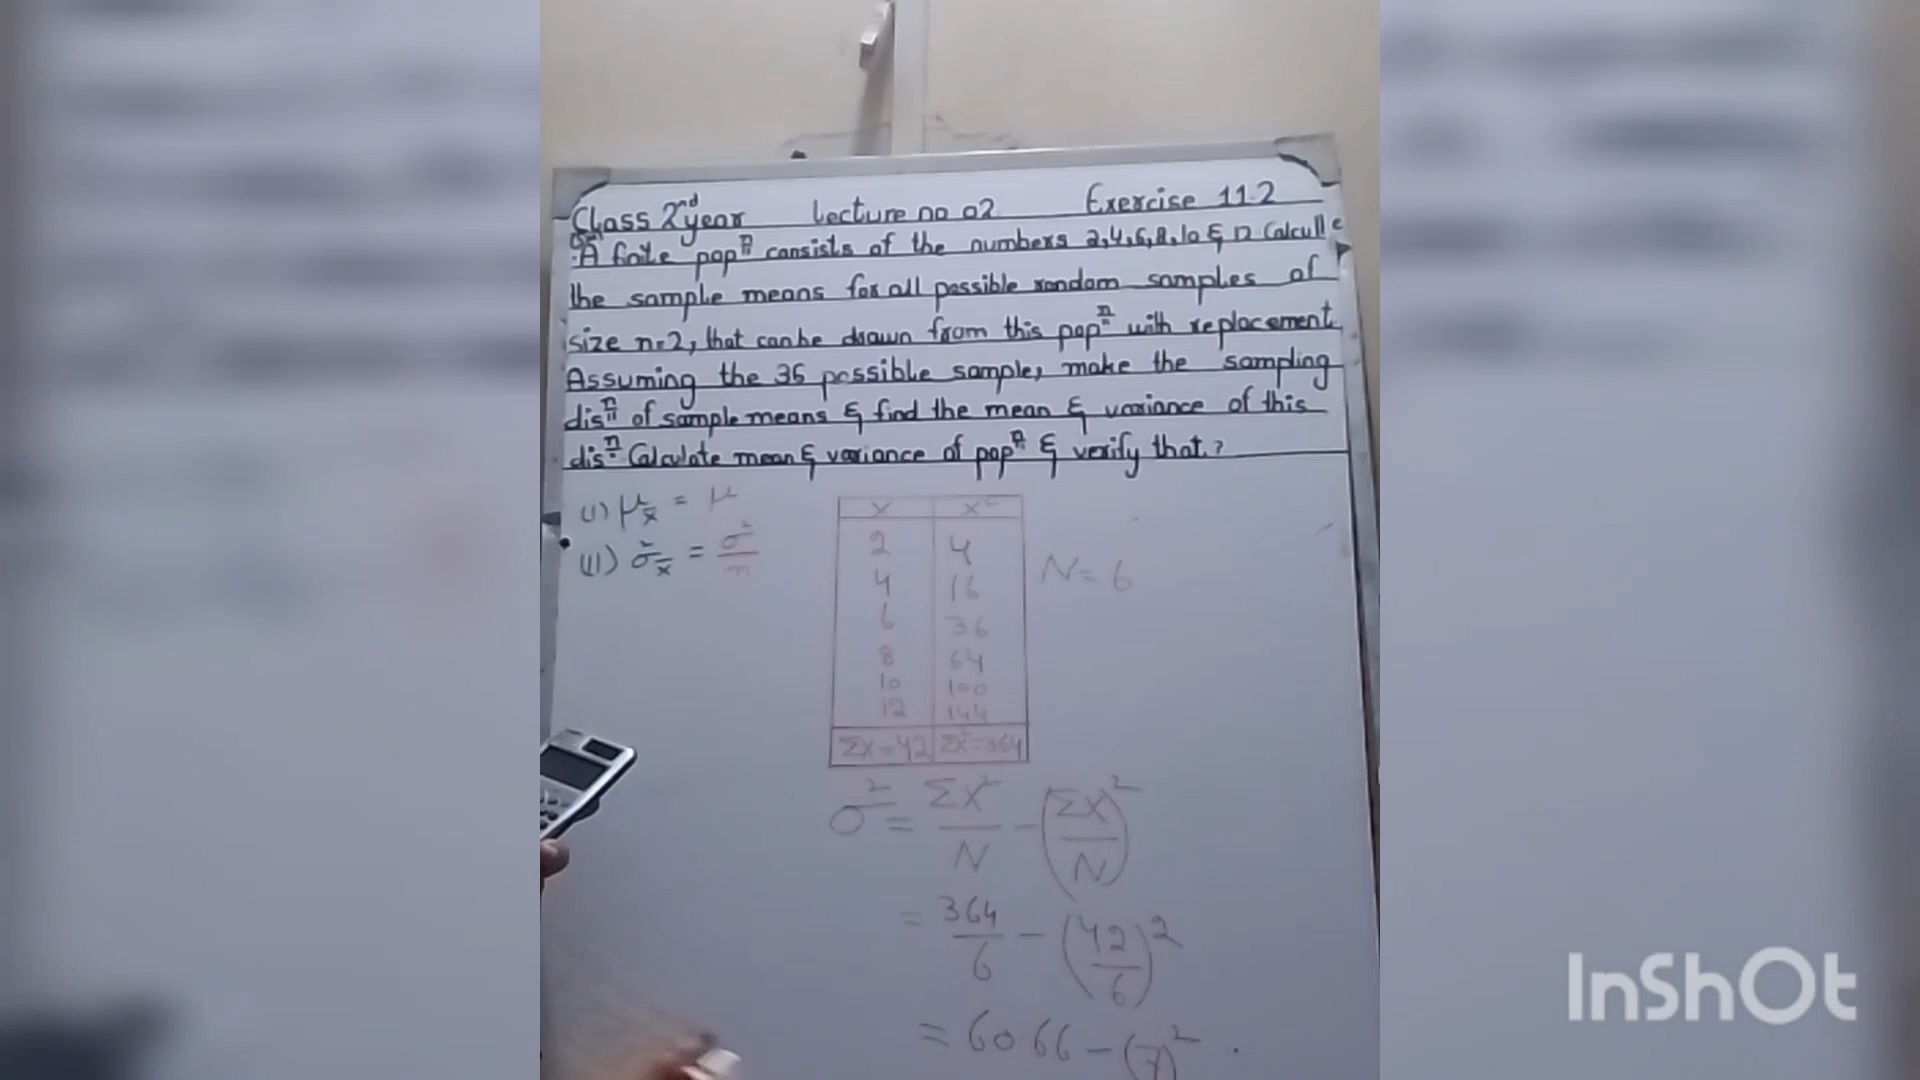 Class 2nd year Lecture no 02 Exercise 11.2
A finite popn consists of the numbers 2,4,6,8,10 & 12 Calcul e
the sample means for all possible random samples of
size n=2, that can be drawn from this popn with replacement
Assuming the 36 possible samples, make the sampling
disn of sample means & find the mean & variance of this
disn Calculate mean & variance of popn & verify that?
(I) μx̄ = μ
(II) σ²x̄ = σ²/n
X X²
2 4
4 16
6 36
8 64
10 100
12 144
ΣX=42 ΣX²=364
N=6
σ² = ΣX²/N - (ΣX/N)²
= 364/6 - (42/6)²
= 60 66 - (7)²
InShOt